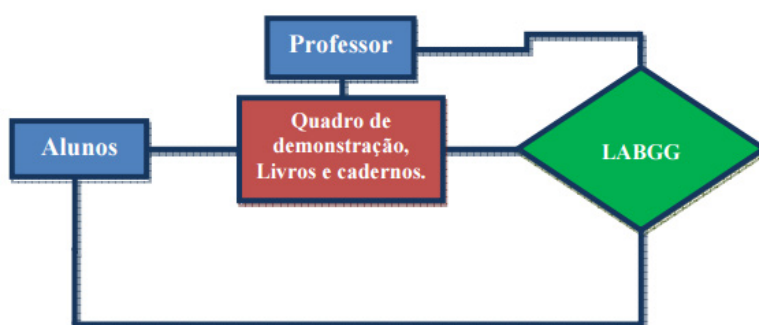 Professor
Quadro de
demonstração,
Livros e cadernos.
Alunos
LABGG